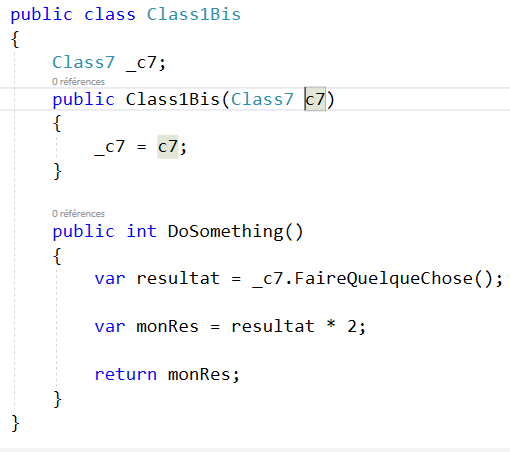 public class Class1Bis
{
Class7 _c7;
0 références
public Class1Bis(Class7 c7)
{
_c7 = c7;
}
0 références
public int DoSomething()
{
var resultat = _c7.FaireQuelqueChose();
var monRes = resultat * 2;
return monRes;
}
}